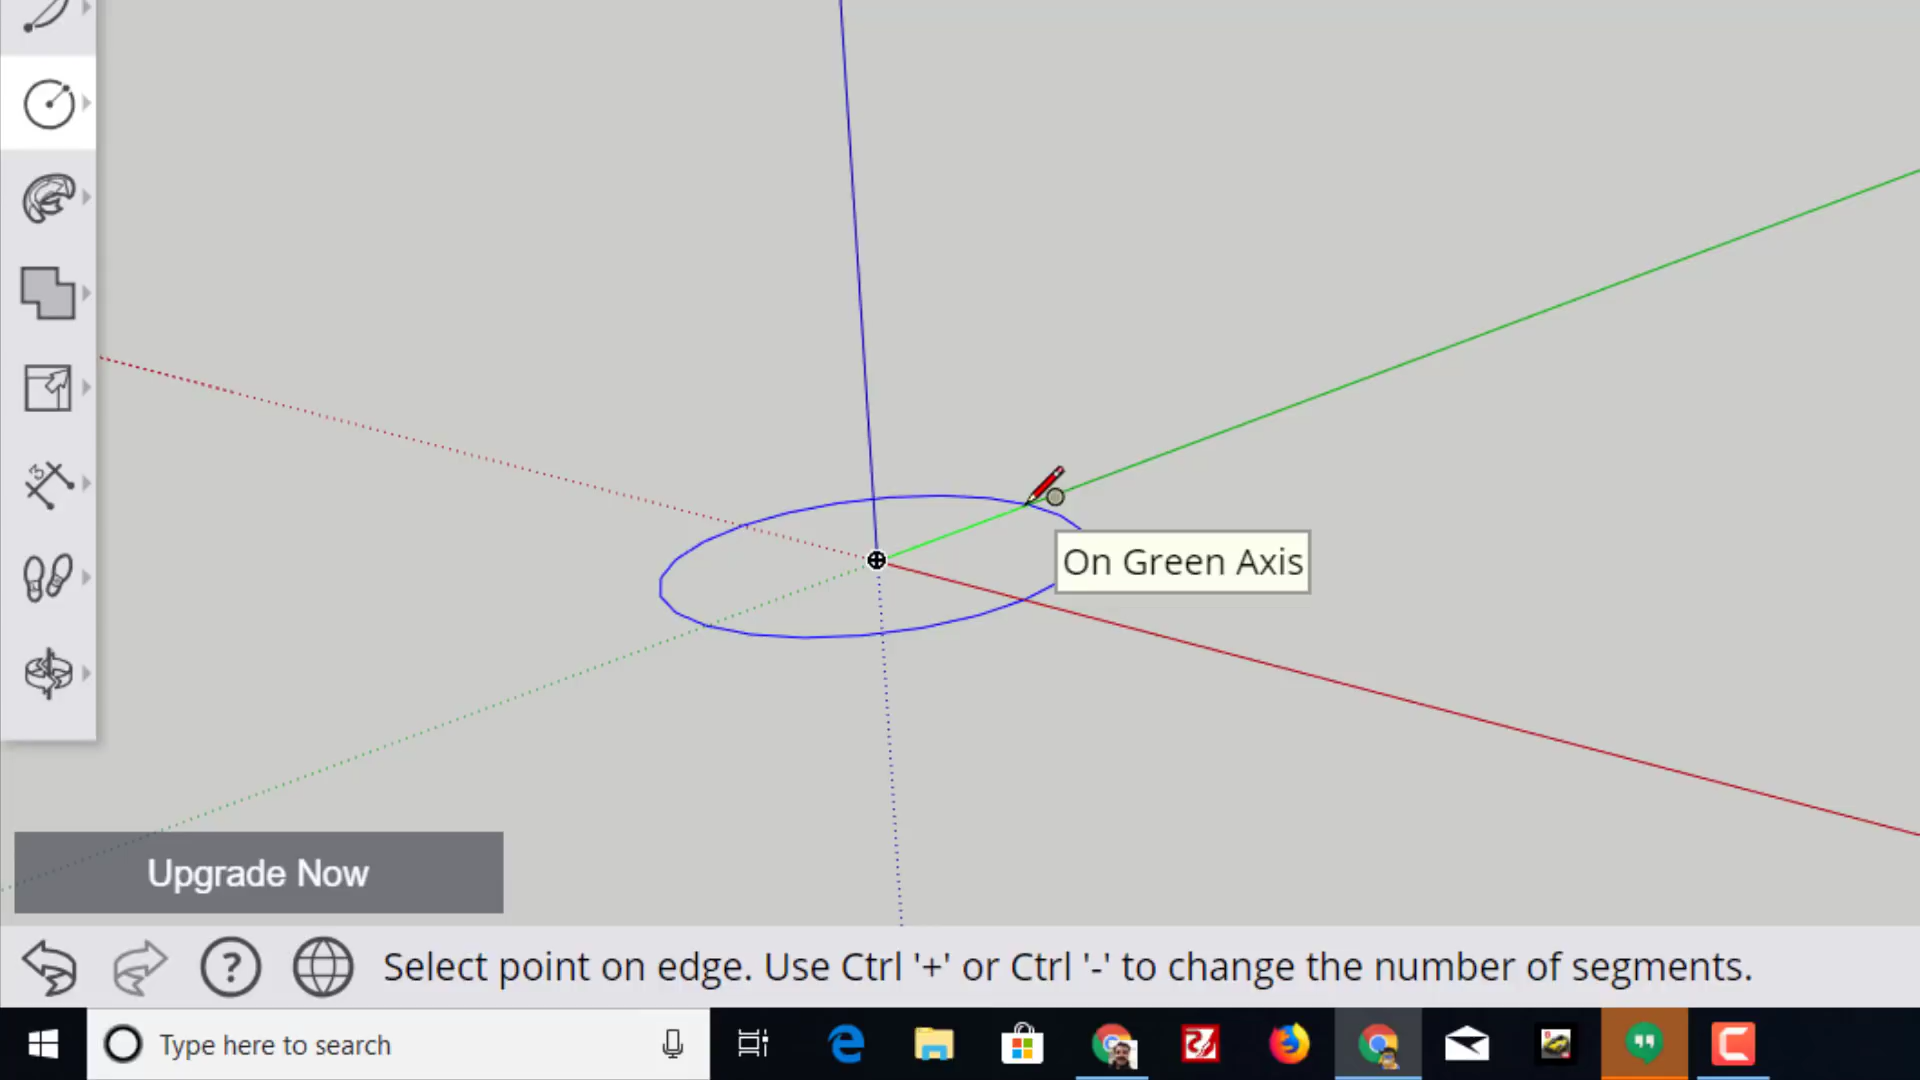 On Green Axis
Upgrade Now
Select point on edge. Use Ctrl '+' or Ctrl '-' to change the number of segments.
Type here to search